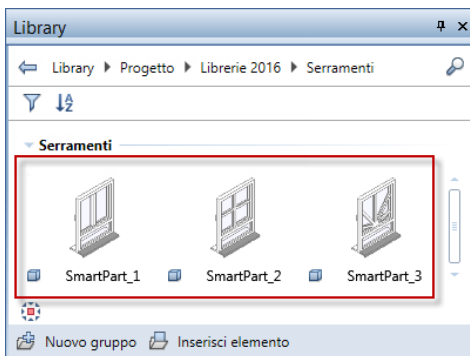 Library
Library Progetto Librerie 2016 Serramenti
Serramenti
SmartPart_1 SmartPart_2 SmartPart_3
Nuovo gruppo Inserisci elemento